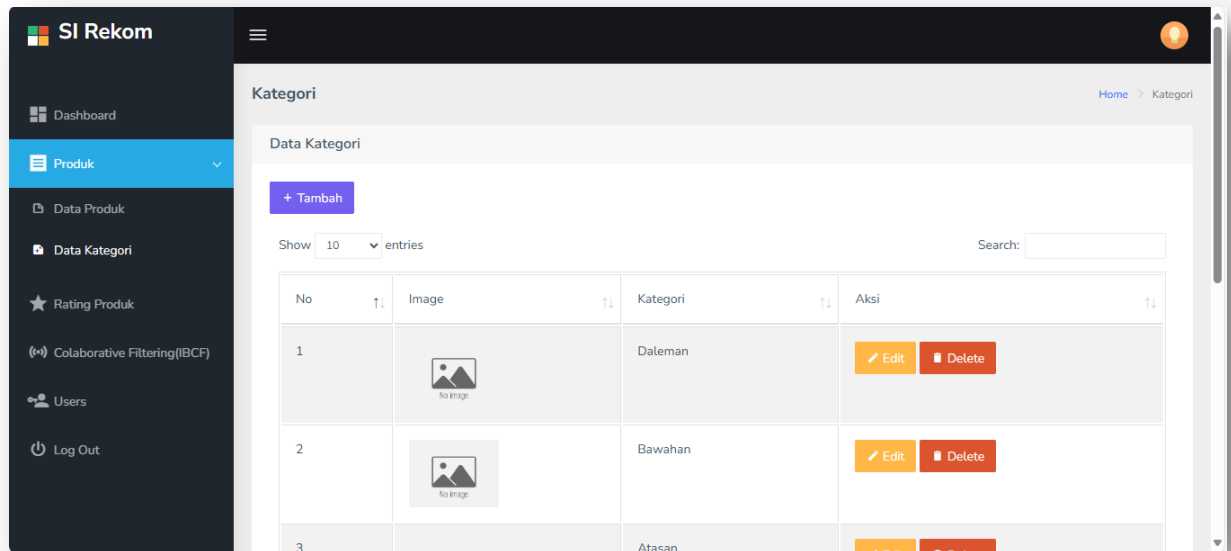 SI Rekom
Dashboard
Produk
Data Produk
Data Kategori
Rating Produk
Colaborative Filtering(IBCF)
Users
Log Out
Kategori
Home > Kategori
Data Kategori
+ Tambah
Show 10 entries
Search:
No Image Kategori Aksi
1 No image Daleman Edit Delete
2 No image Bawahan Edit Delete
3 Atasan